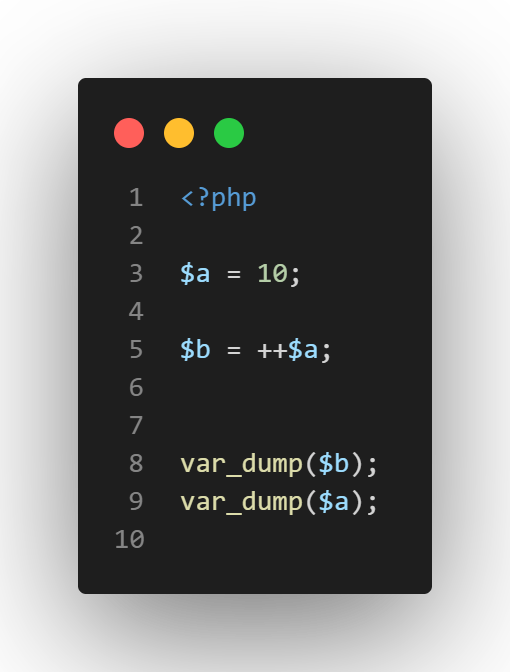 1 <?php
2
3 $a = 10;
4
5 $b = ++$a;
6
7
8 var_dump($b);
9 var_dump($a);
10